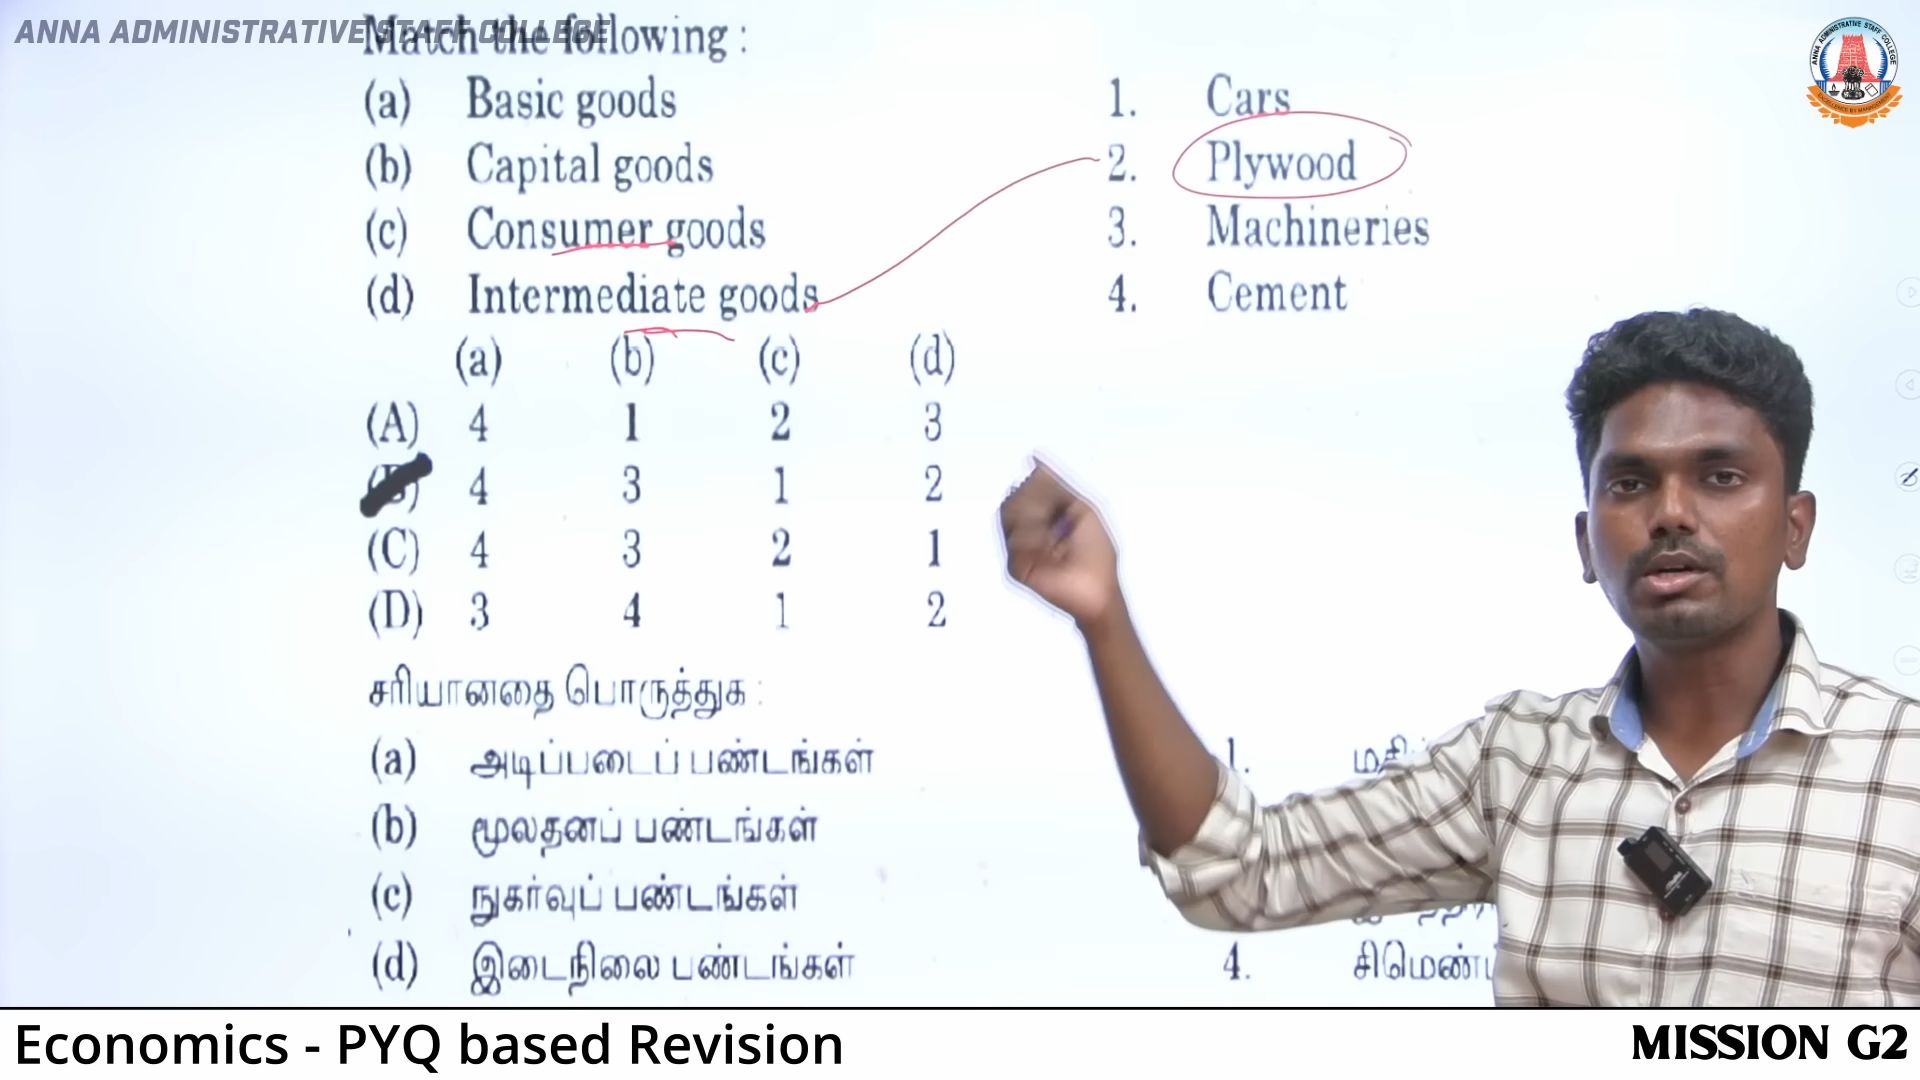 ANNA ADMINISTRATIVE STAFF COLLEGE
Match the following :
(a) Basic goods 1. Cars
(b) Capital goods 2. Plywood
(c) Consumer goods 3. Machineries
(d) Intermediate goods 4. Cement
(a) (b) (c) (d)
(A) 4 1 2 3
(B) 4 3 1 2
(C) 4 3 2 1
(D) 3 4 1 2
சரியானதை பொருத்துக :
(a) அடிப்படைப் பண்டங்கள் 1.
(b) மூலதனப் பண்டங்கள்
(c) நுகர்வுப் பண்டங்கள்
(d) இடைநிலை பண்டங்கள் 4.
Economics - PYQ based Revision
MISSION G2